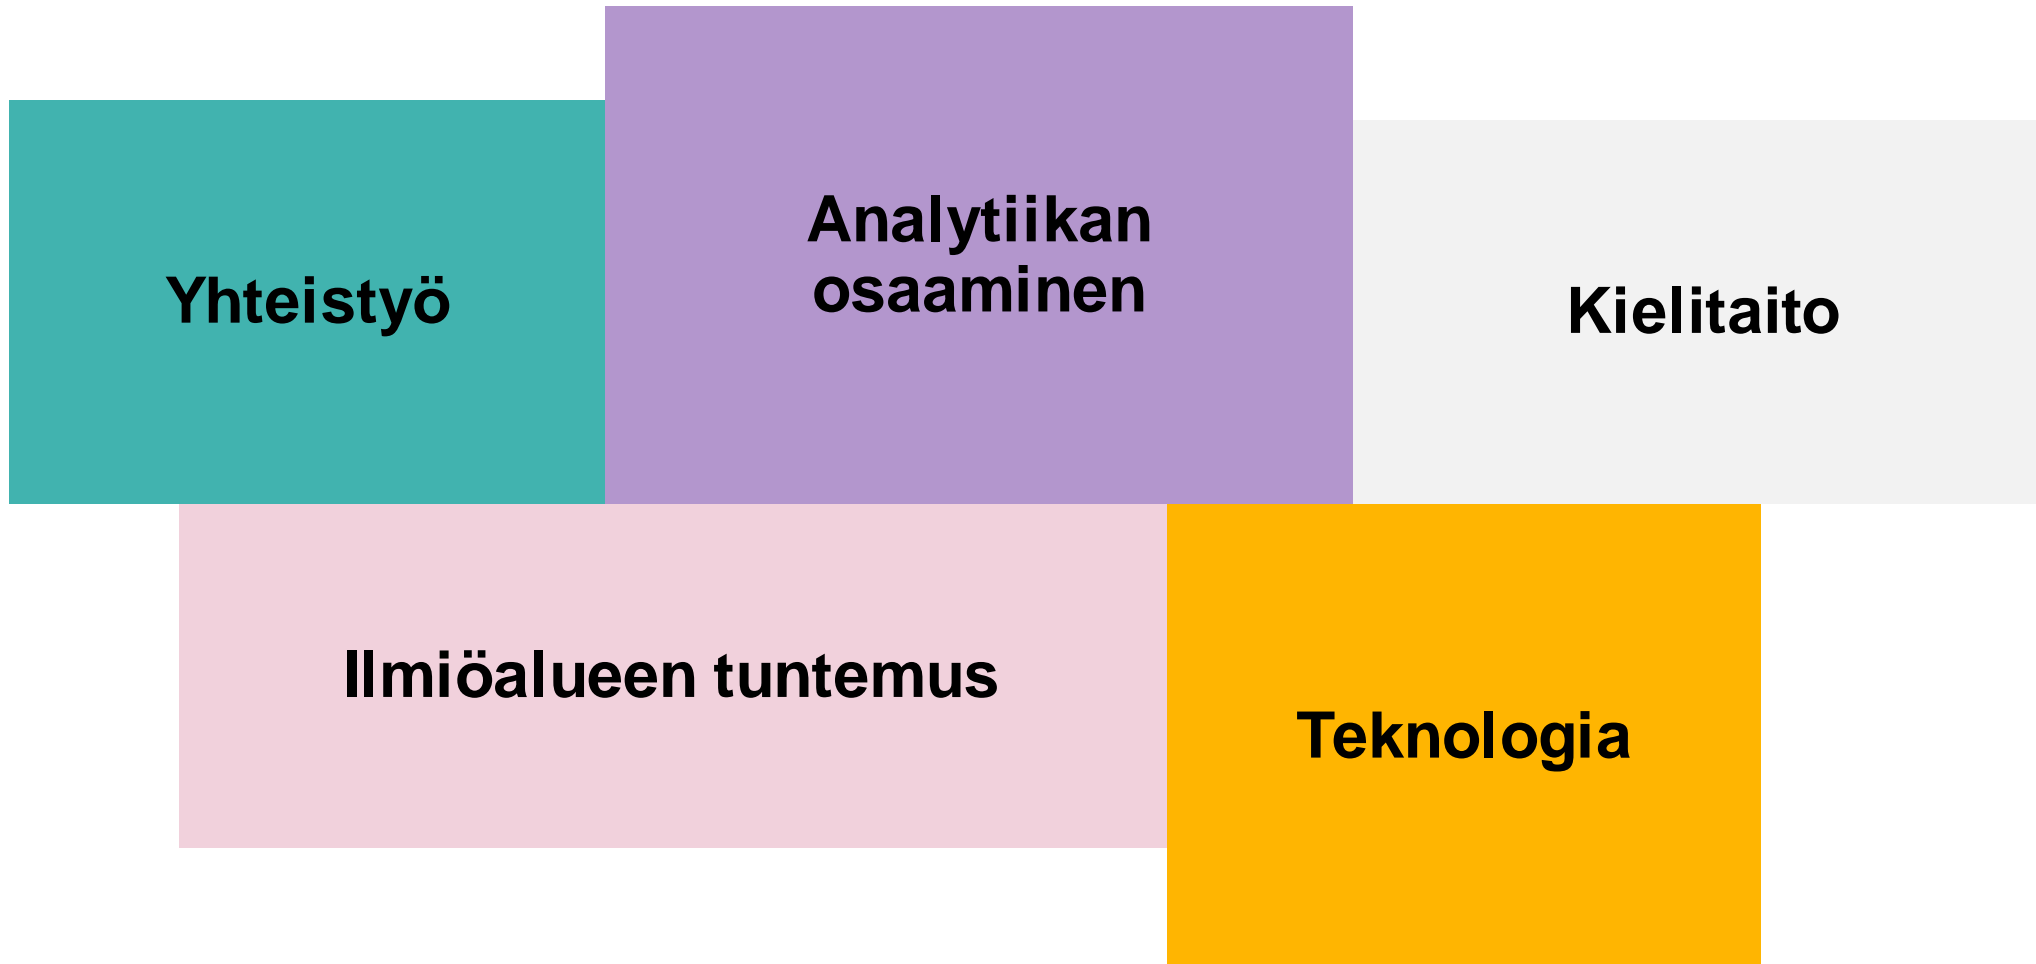 Yhteistyö
Analytiikan
osaaminen
Kielitaito
Ilmiöalueen tuntemus
Teknologia